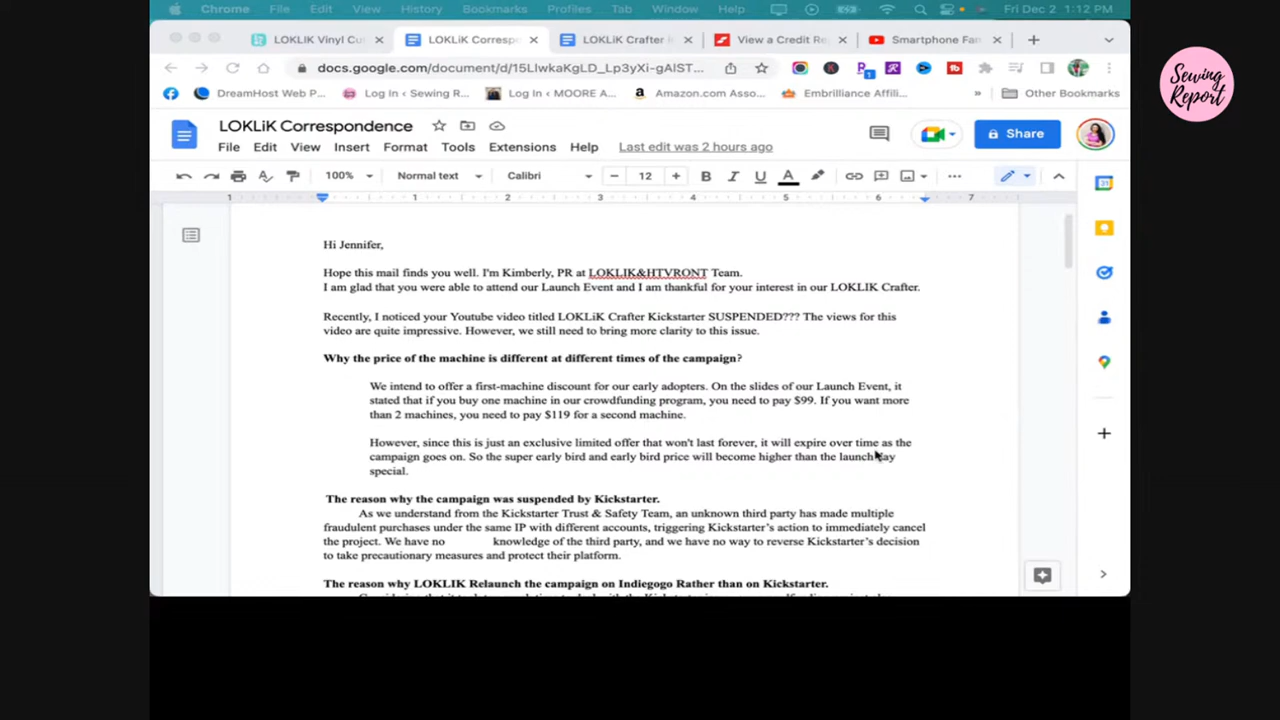 Chrome File Edit View History Bookmarks Profiles Tab Window Help Fri Dec 2 1:12 PM
LOKLIK Vinyl Cu
LOKLiK Correspo
LOKLiK Crafter
View a Credit Re
Smartphone Far
docs.google.com/document/d/15LlwkaKgLD_Lp3yXi-gAlST...
DreamHost Web P... Log In ‹ Sewing R... Log In ‹ MOORE A... Amazon.com Asso... Embrilliance Affili... » Other Bookmarks
Sewing
Report
LOKLiK Correspondence
Share
File Edit View Insert Format Tools Extensions Help Last edit was 2 hours ago
100% Normal text Calibri − 12 + B I U A
1 1 2 3 4 5 6 7
Hi Jennifer,
Hope this mail finds you well. I'm Kimberly, PR at LOKLIK&HTVRONT Team.
I am glad that you were able to attend our Launch Event and I am thankful for your interest in our LOKLIK Crafter.
Recently, I noticed your Youtube video titled LOKLiK Crafter Kickstarter SUSPENDED??? The views for this
video are quite impressive. However, we still need to bring more clarity to this issue.
Why the price of the machine is different at different times of the campaign?
We intend to offer a first-machine discount for our early adopters. On the slides of our Launch Event, it
stated that if you buy one machine in our crowdfunding program, you need to pay $99. If you want more
than 2 machines, you need to pay $119 for a second machine.
However, since this is just an exclusive limited offer that won't last forever, it will expire over time as the
campaign goes on. So the super early bird and early bird price will become higher than the launch day
special.
The reason why the campaign was suspended by Kickstarter.
As we understand from the Kickstarter Trust & Safety Team, an unknown third party has made multiple
fraudulent purchases under the same IP with different accounts, triggering Kickstarter's action to immediately cancel
the project. We have no knowledge of the third party, and we have no way to reverse Kickstarter's decision
to take precautionary measures and protect their platform.
The reason why LOKLIK Relaunch the campaign on Indiegogo Rather than on Kickstarter.